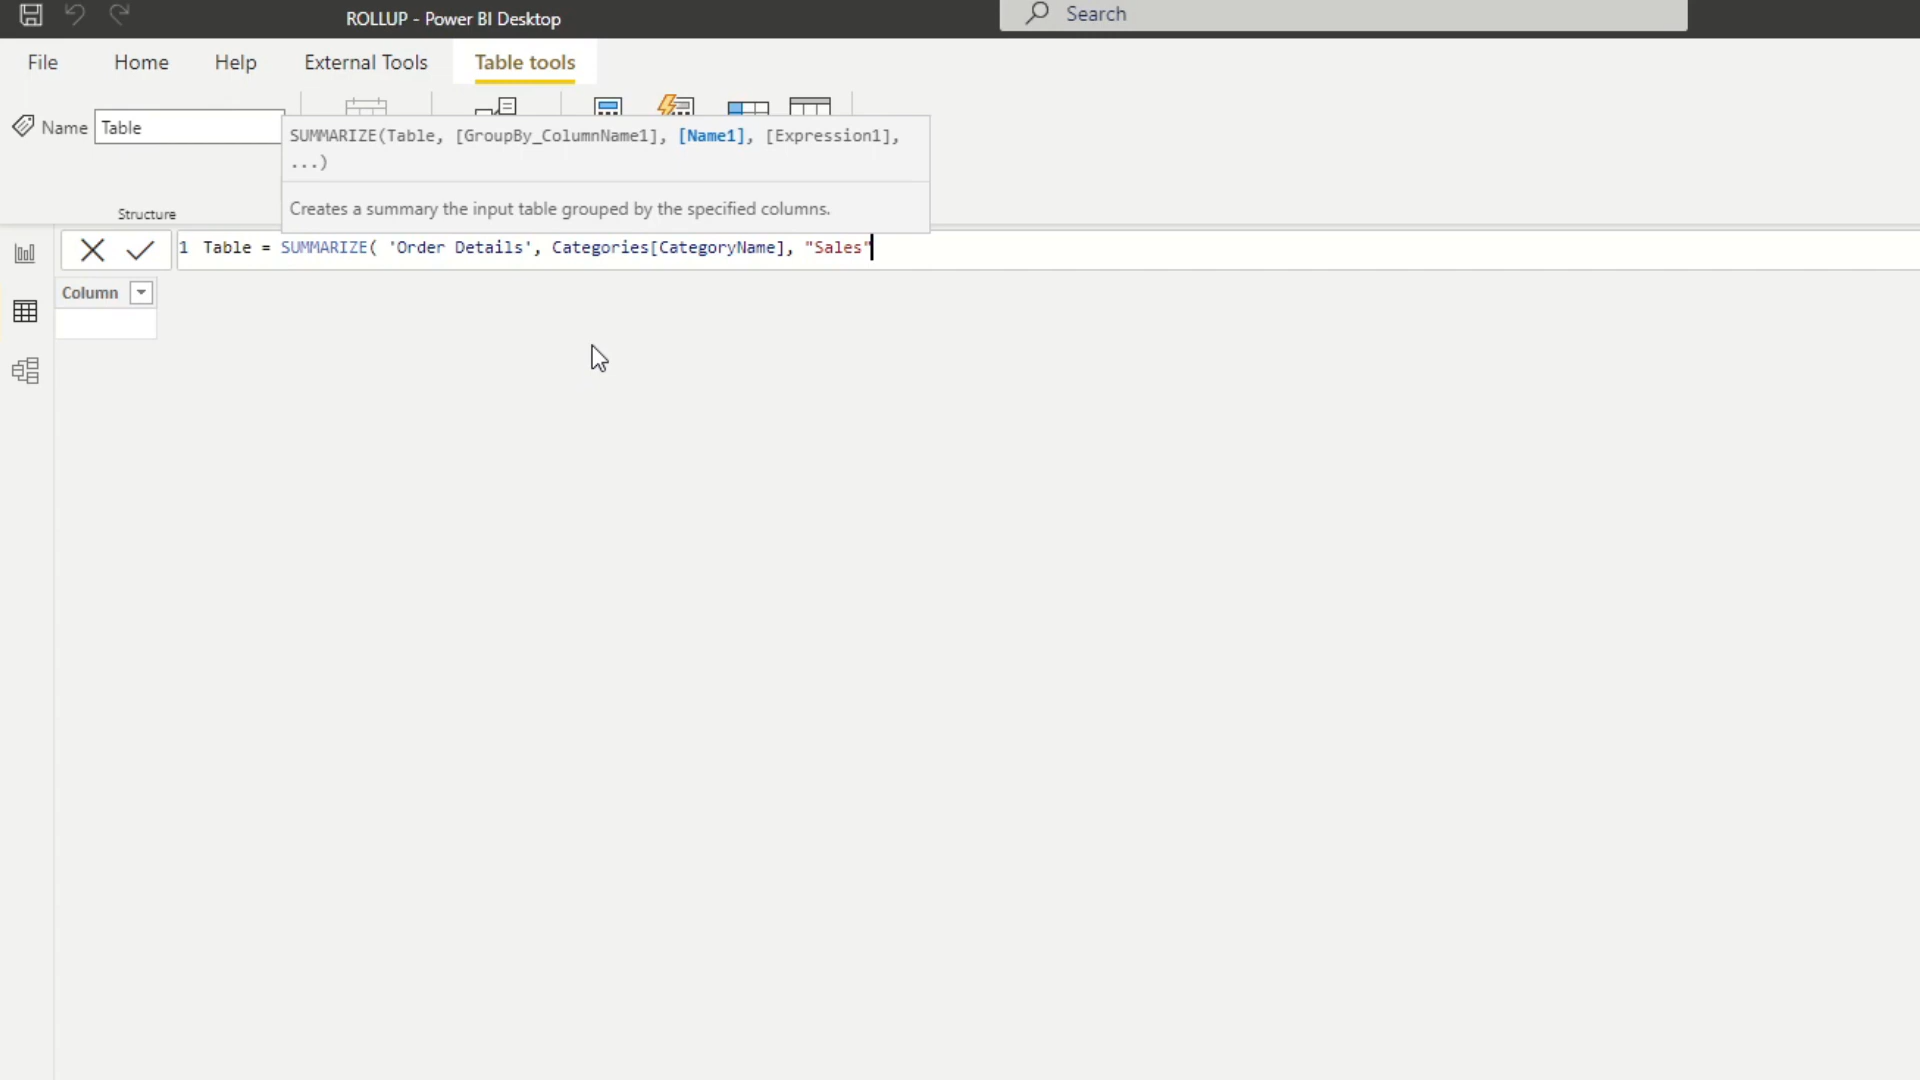 ROLLUP - Power BI Desktop
Search
File Home Help External Tools Table tools
Name Table
SUMMARIZE(Table, [GroupBy_ColumnName1], [Name1], [Expression1],
...)
Creates a summary the input table grouped by the specified columns.
Structure
1 Table = SUMMARIZE( 'Order Details', Categories[CategoryName], "Sales"
Column